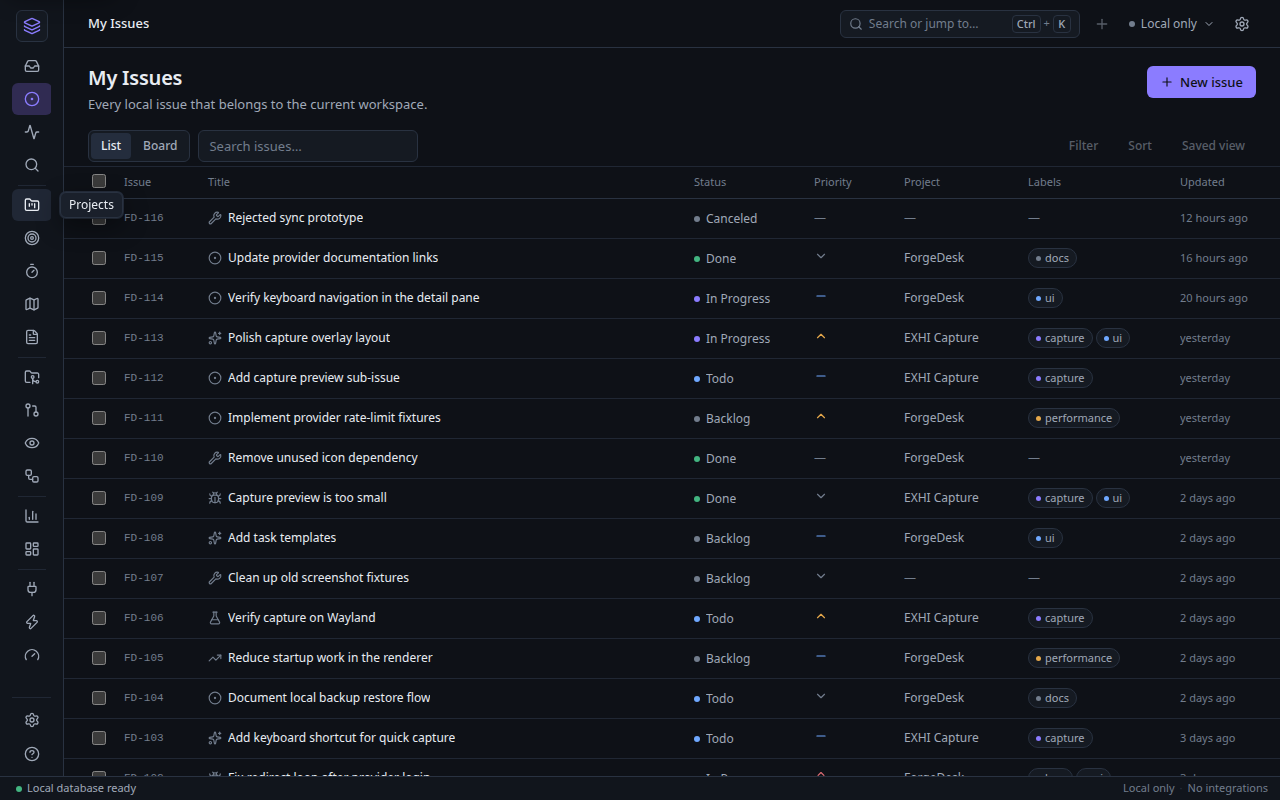 My Issues
Search or jump to... Ctrl + K
Local only
My Issues
Every local issue that belongs to the current workspace.
New issue
List Board Search issues... Filter Sort Saved view
Issue Title Status Priority Project Labels Updated
Projects
FD-116 Rejected sync prototype Canceled — — — 12 hours ago
FD-115 Update provider documentation links Done ForgeDesk docs 16 hours ago
FD-114 Verify keyboard navigation in the detail pane In Progress ForgeDesk ui 20 hours ago
FD-113 Polish capture overlay layout In Progress EXHI Capture capture ui yesterday
FD-112 Add capture preview sub-issue Todo EXHI Capture capture yesterday
FD-111 Implement provider rate-limit fixtures Backlog ForgeDesk performance yesterday
FD-110 Remove unused icon dependency Done — ForgeDesk — yesterday
FD-109 Capture preview is too small Done EXHI Capture capture ui 2 days ago
FD-108 Add task templates Backlog ForgeDesk ui 2 days ago
FD-107 Clean up old screenshot fixtures Backlog — — 2 days ago
FD-106 Verify capture on Wayland Todo EXHI Capture capture 2 days ago
FD-105 Reduce startup work in the renderer Backlog ForgeDesk performance 2 days ago
FD-104 Document local backup restore flow Todo ForgeDesk docs 2 days ago
FD-103 Add keyboard shortcut for quick capture Todo EXHI Capture capture 3 days ago
Fix redirect loop after provider login ForgeDesk
Local database ready Local only · No integrations